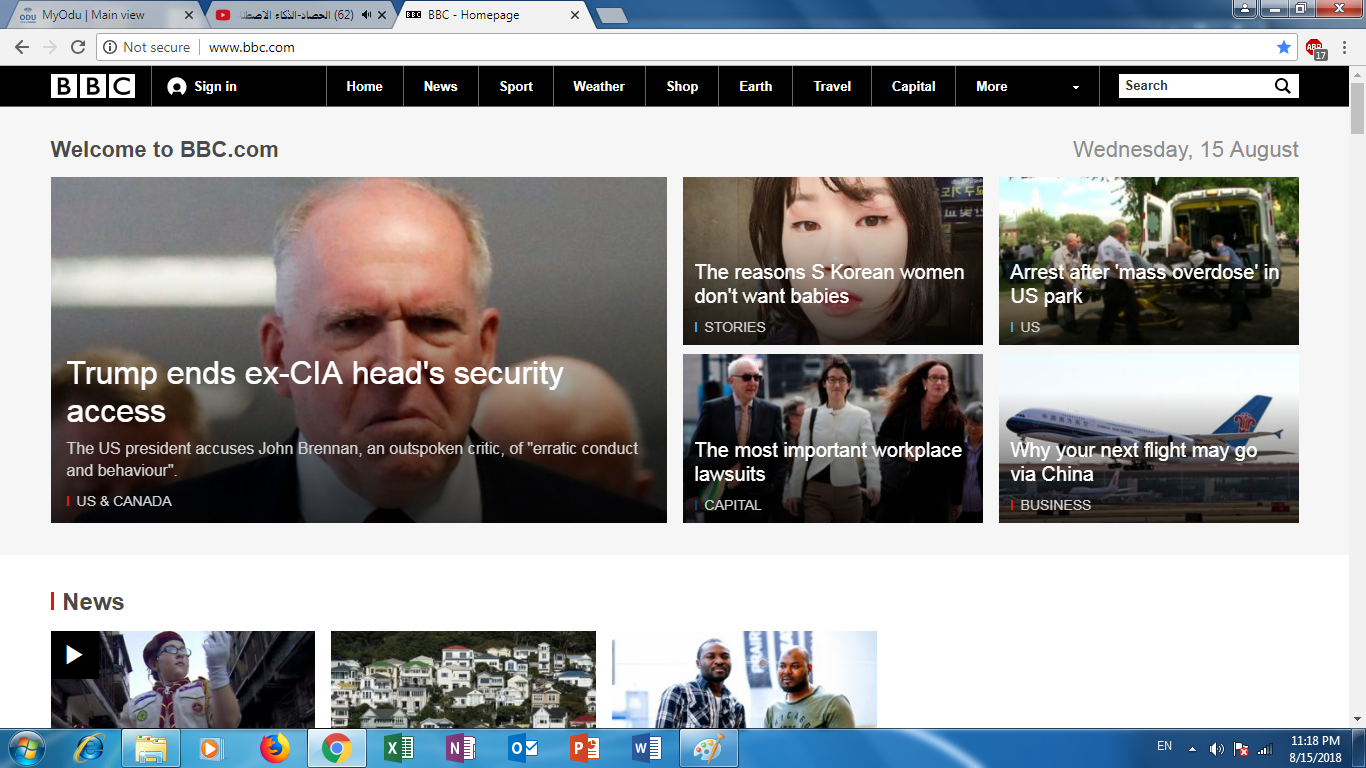 MyOdu | Main view
(62) الحصاد-الذكاء الاصطنا
BBC - Homepage
Not secure
www.bbc.com
ABP
17
BBC
Sign in
Home
News
Sport
Weather
Shop
Earth
Travel
Capital
More
Search
Welcome to BBC.com
Wednesday, 15 August
Trump ends ex-CIA head's security
access
The US president accuses John Brennan, an outspoken critic, of "erratic conduct
and behaviour".
US & CANADA
The reasons S Korean women
don't want babies
STORIES
Arrest after 'mass overdose' in
US park
US
The most important workplace
lawsuits
CAPITAL
Why your next flight may go
via China
BUSINESS
News
EN
11:18 PM
8/15/2018